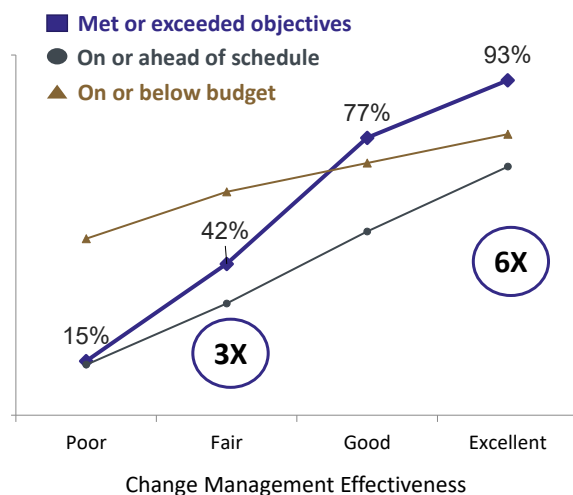 Met or exceeded objectives
On or ahead of schedule
On or below budget
93%
77%
42%
15%
6X
3X
Poor Fair Good Excellent
Change Management Effectiveness